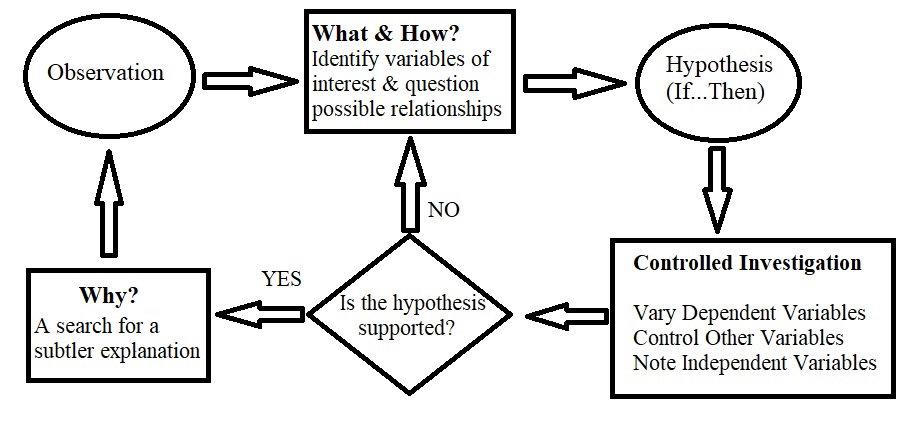 Observation
What & How?
Identify variables of
interest & question
possible relationships
Hypothesis
(If...Then)
Controlled Investigation
Vary Dependent Variables
Control Other Variables
Note Independent Variables
Is the hypothesis
supported?
NO
YES
Why?
A search for a
subtler explanation